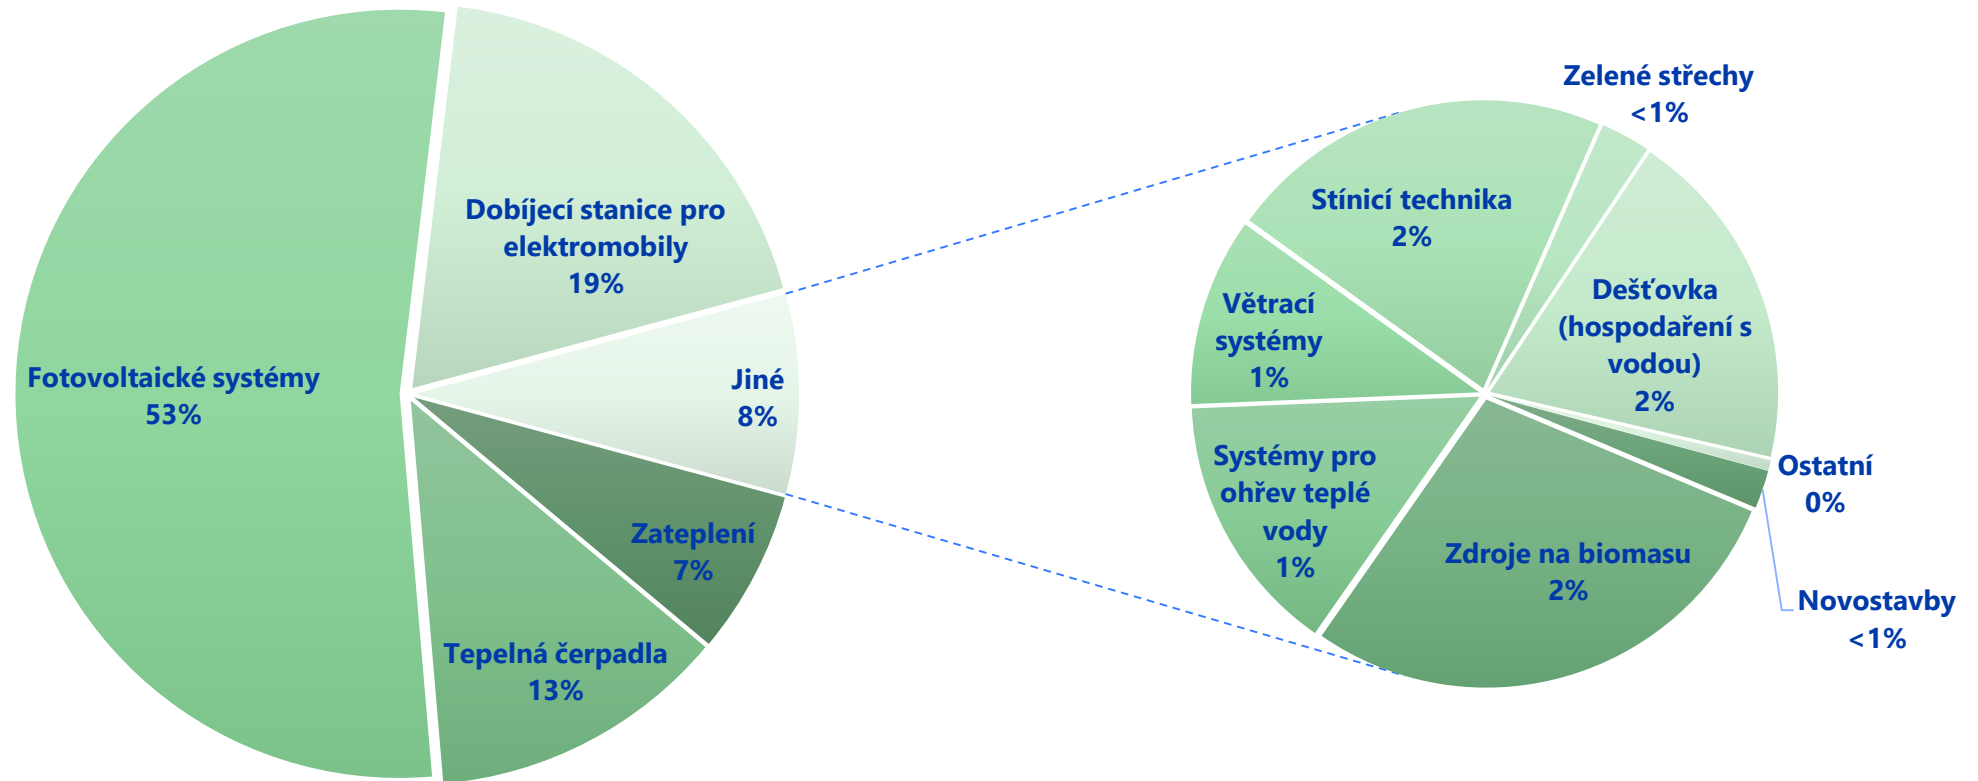 Dobíjecí stanice pro
elektromobily
19%
Fotovoltaické systémy
53%
Jiné
8%
Zateplení
7%
Tepelná čerpadla
13%
Zelené střechy
<1%
Stínicí technika
2%
Dešťovka
(hospodaření s
vodou)
2%
Větrací
systémy
1%
Systémy pro
ohřev teplé
vody
1%
Ostatní
0%
Zdroje na biomasu
2%
Novostavby
<1%